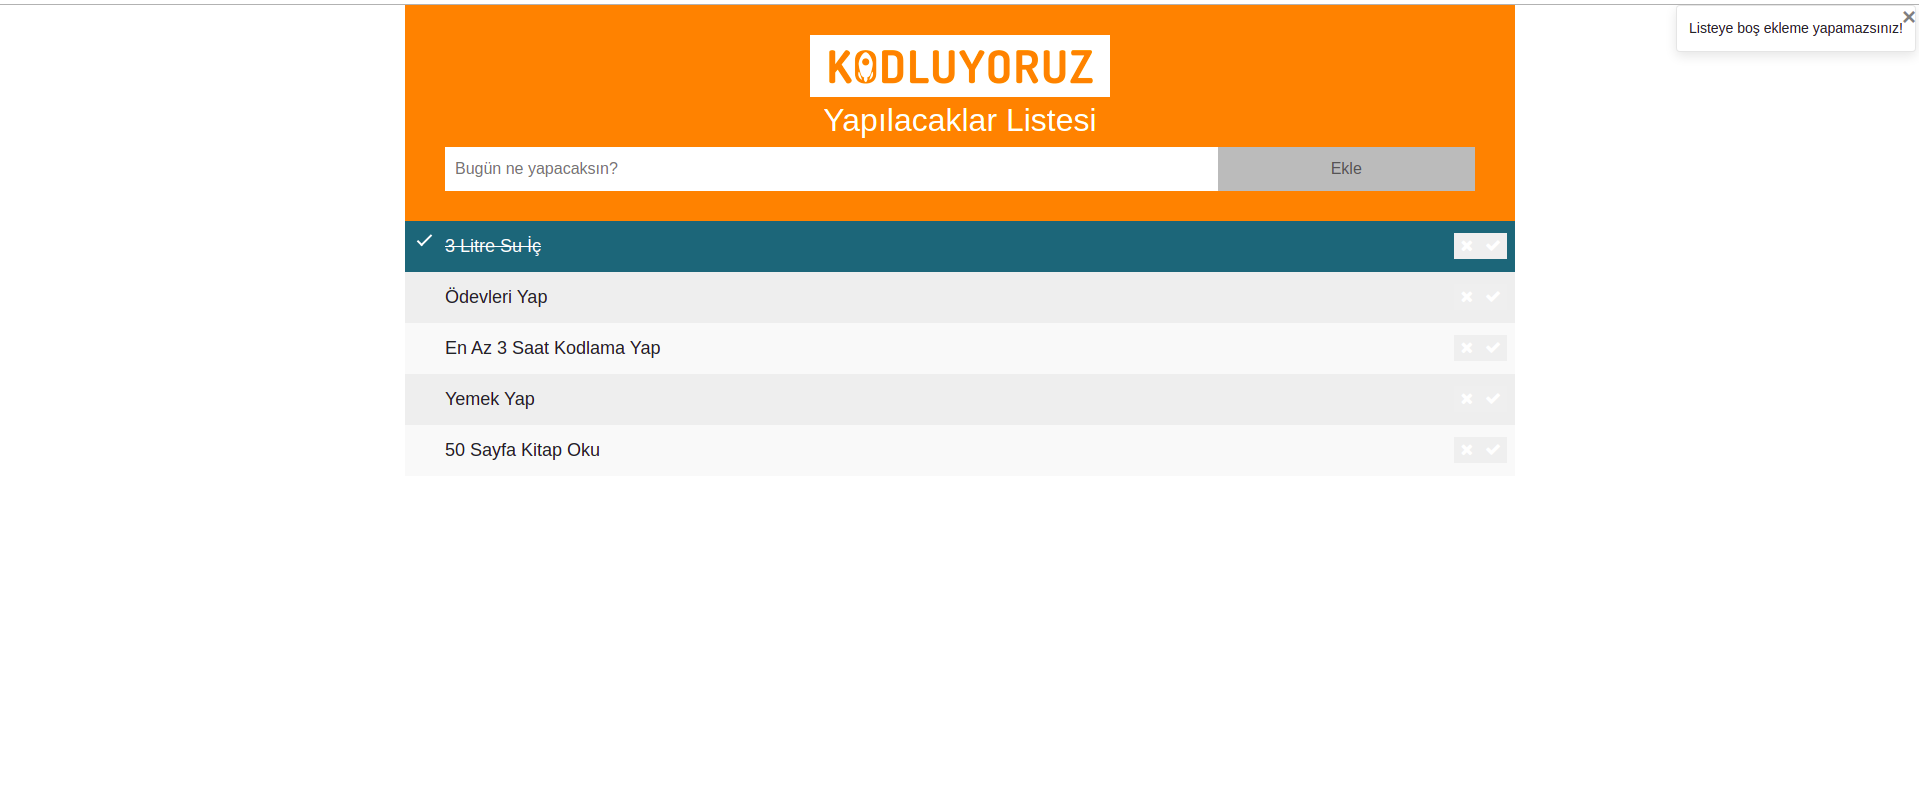 Listeye boş ekleme yapamazsınız!
KODLUYORUZ
Yapılacaklar Listesi
Bugün ne yapacaksın?
Ekle
3 Litre Su İç
Ödevleri Yap
En Az 3 Saat Kodlama Yap
Yemek Yap
50 Sayfa Kitap Oku